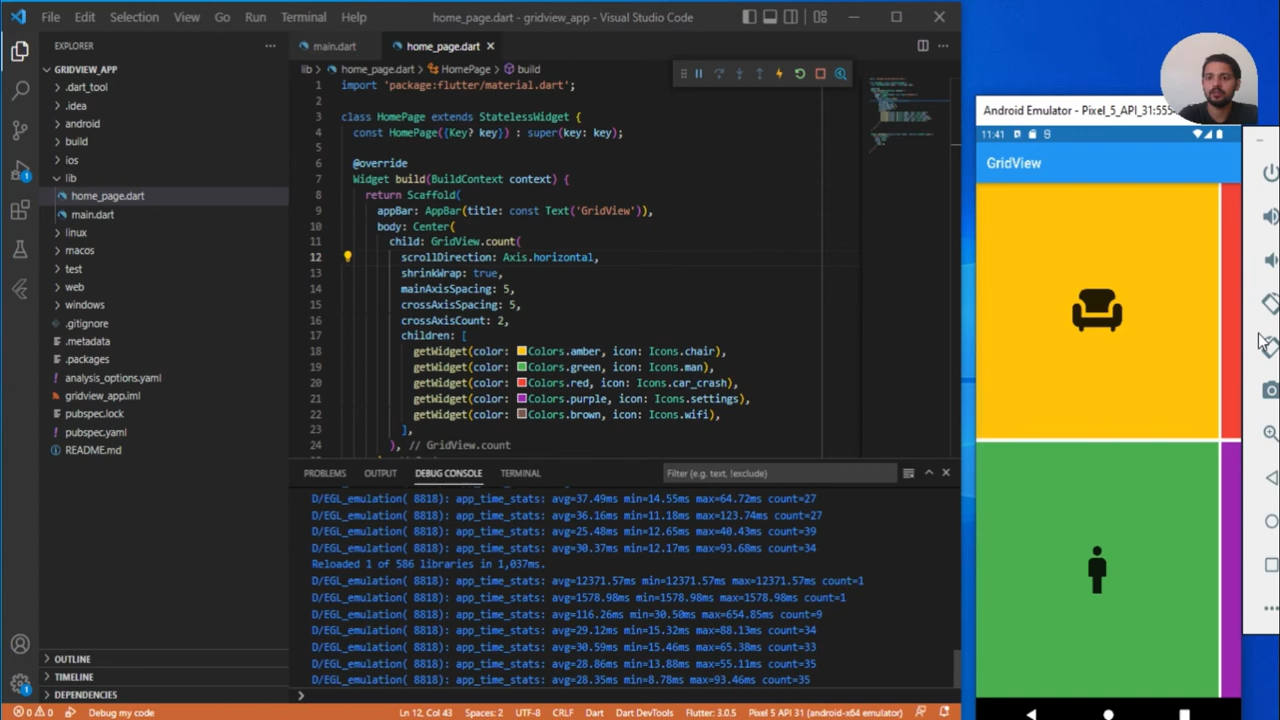 File Edit Selection View Go Run Terminal Help
home_page.dart - gridview_app - Visual Studio Code
EXPLORER
GRIDVIEW_APP
.dart_tool
.idea
android
build
ios
lib
home_page.dart
main.dart
linux
macos
test
web
windows
.gitignore
.metadata
.packages
analysis_options.yaml
gridview_app.iml
pubspec.lock
pubspec.yaml
README.md
OUTLINE
TIMELINE
DEPENDENCIES
main.dart
home_page.dart
lib > home_page.dart > HomePage > build
1 import 'package:flutter/material.dart';
2
3 class HomePage extends StatelessWidget {
4 const HomePage({Key? key}) : super(key: key);
5
6 @override
7 Widget build(BuildContext context) {
8 return Scaffold(
9 appBar: AppBar(title: const Text('GridView')),
10 body: Center(
11 child: GridView.count(
12 scrollDirection: Axis.horizontal,
13 shrinkWrap: true,
14 mainAxisSpacing: 5,
15 crossAxisSpacing: 5,
16 crossAxisCount: 2,
17 children: [
18 getWidget(color: Colors.amber, icon: Icons.chair),
19 getWidget(color: Colors.green, icon: Icons.man),
20 getWidget(color: Colors.red, icon: Icons.car_crash),
21 getWidget(color: Colors.purple, icon: Icons.settings),
22 getWidget(color: Colors.brown, icon: Icons.wifi),
23 ],
24 ), // GridView.count
PROBLEMS OUTPUT DEBUG CONSOLE TERMINAL
Filter (e.g. text, !exclude)
D/EGL_emulation( 8818): app_time_stats: avg=37.49ms min=14.55ms max=64.72ms count=27
D/EGL_emulation( 8818): app_time_stats: avg=36.16ms min=11.18ms max=123.74ms count=27
D/EGL_emulation( 8818): app_time_stats: avg=25.48ms min=12.65ms max=40.43ms count=39
D/EGL_emulation( 8818): app_time_stats: avg=30.37ms min=12.17ms max=93.68ms count=34
Reloaded 1 of 586 libraries in 1,037ms.
D/EGL_emulation( 8818): app_time_stats: avg=12371.57ms min=12371.57ms max=12371.57ms count=1
D/EGL_emulation( 8818): app_time_stats: avg=1578.98ms min=1578.98ms max=1578.98ms count=1
D/EGL_emulation( 8818): app_time_stats: avg=116.26ms min=30.50ms max=654.85ms count=9
D/EGL_emulation( 8818): app_time_stats: avg=29.12ms min=15.32ms max=88.13ms count=34
D/EGL_emulation( 8818): app_time_stats: avg=30.59ms min=15.46ms max=65.38ms count=33
D/EGL_emulation( 8818): app_time_stats: avg=28.86ms min=13.88ms max=55.11ms count=35
D/EGL_emulation( 8818): app_time_stats: avg=28.35ms min=8.78ms max=93.46ms count=35
0 0 Debug my code
Ln 12, Col 43 Spaces: 2 UTF-8 CRLF Dart Dart DevTools Flutter: 3.0.5 Pixel 5 API 31 (android-x64 emulator)
Android Emulator - Pixel_5_API_31:555
11:41
GridView